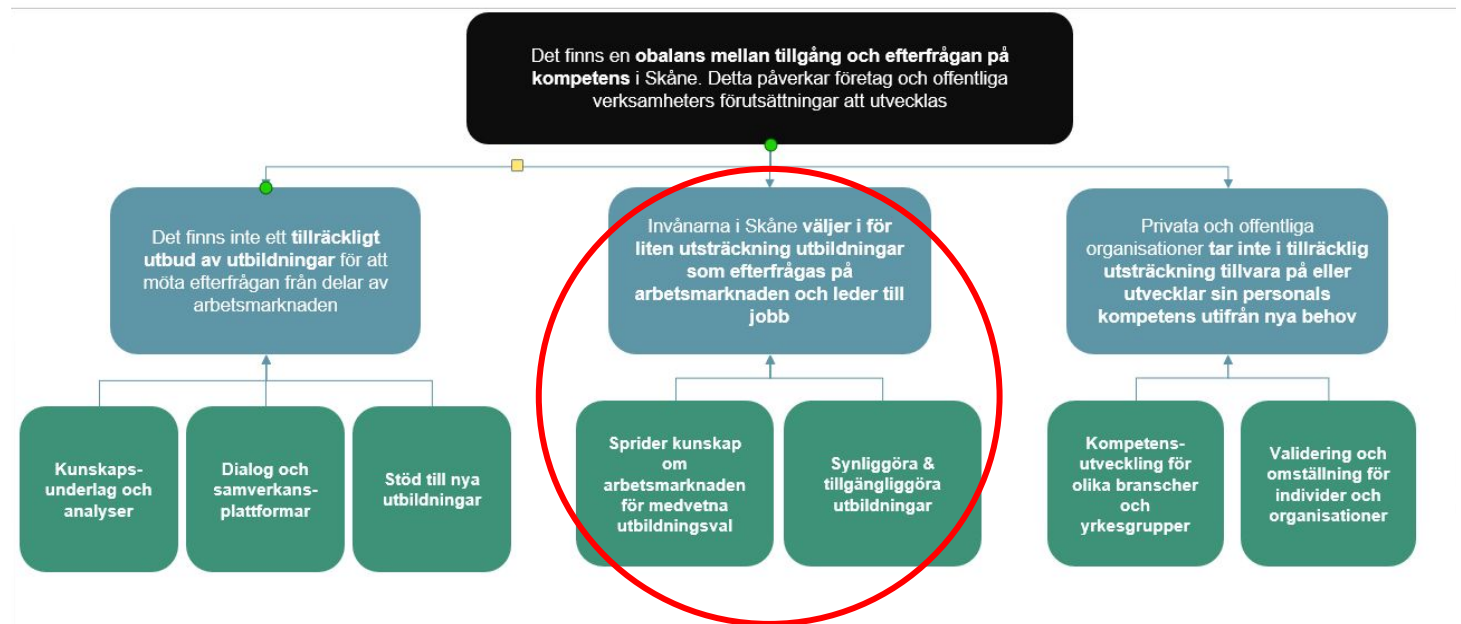 Det finns en obalans mellan tillgång och efterfrågan på
kompetens i Skåne. Detta påverkar företag och offentliga
verksamheters förutsättningar att utvecklas
Det finns inte ett tillräckligt
utbud av utbildningar för att
möta efterfrågan från delar av
arbetsmarknaden
Invånarna i Skåne väljer i för
liten utsträckning utbildningar
som efterfrågas på
arbetsmarknaden och leder till
jobb
Privata och offentliga
organisationer tar inte i tillräcklig
utsträckning tillvara på eller
utvecklar sin personals
kompetens utifrån nya behov
Kunskaps-
underlag och
analyser
Dialog och
samverkans-
plattformar
Stöd till nya
utbildningar
Sprider kunskap
om
arbetsmarknaden
för medvetna
utbildningsval
Synliggöra &
tillgängliggöra
utbildningar
Kompetens-
utveckling för
olika branscher
och
yrkesgrupper
Validering och
omställning för
individer och
organisationer